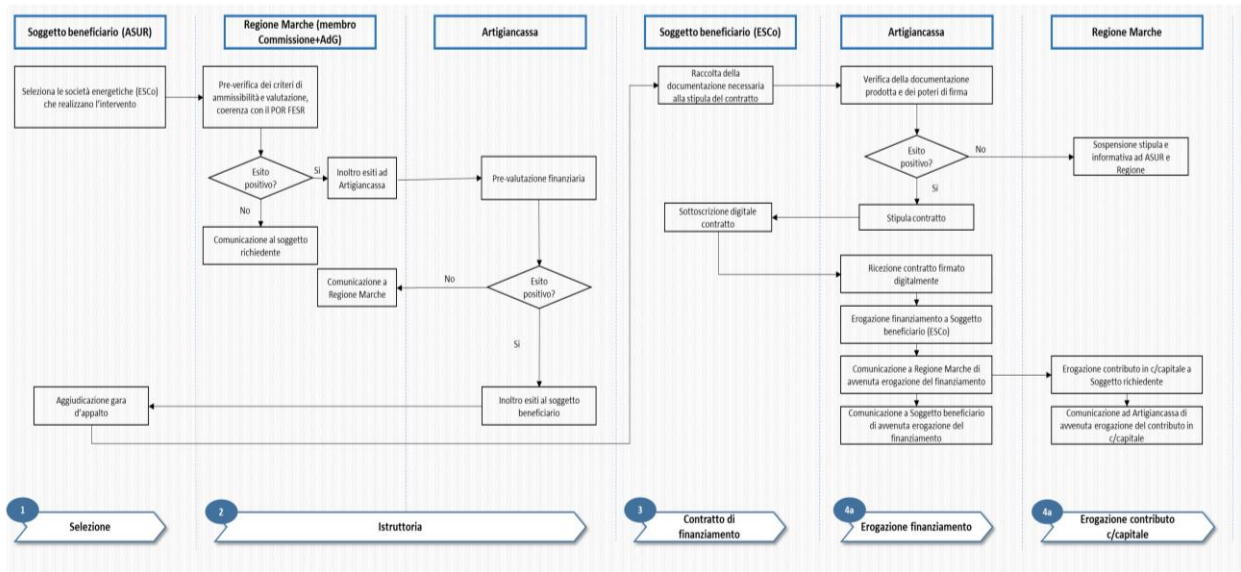 Soggetto beneficiario (ASUR)
Regione Marche (membro
Commissione+AdG)
Artigiancassa
Soggetto beneficiario (ESCo)
Artigiancassa
Regione Marche
Seleziona le società energetiche (ESCo)
che realizzano l'intervento
Pre-verifica dei criteri di
ammissibilità e valutazione,
coerenza con il POR FESR
Esito
positivo?
Si
Inoltro esiti ad
Artigiancassa
Pre-valutazione finanziaria
No
Comunicazione al soggetto
richiedente
Esito
positivo?
No
Comunicazione a
Regione Marche
Si
Inoltro esiti al soggetto
beneficiario
Aggiudicazione gara
d'appalto
Raccolta della
documentazione necessaria
alla stipula del contratto
Verifica della documentazione
prodotta e dei poteri di firma
Esito
positivo?
No
Sospensione stipula e
informativa ad ASUR e
Regione
Si
Stipula contratto
Sottoscrizione digitale
contratto
Ricezione contratto firmato
digitalmente
Erogazione finanziamento a Soggetto
beneficiario (ESCo)
Comunicazione a Regione Marche di
avvenuta erogazione del finanziamento
Erogazione contributo in c/capitale a
Soggetto richiedente
Comunicazione a Soggetto beneficiario
di avvenuta erogazione del
finanziamento
Comunicazione ad Artigiancassa di
avvenuta erogazione del contributo in
c/capitale
1
Selezione
2
Istruttoria
3
Contratto di
finanziamento
4a
Erogazione finanziamento
4a
Erogazione contributo
c/capitale